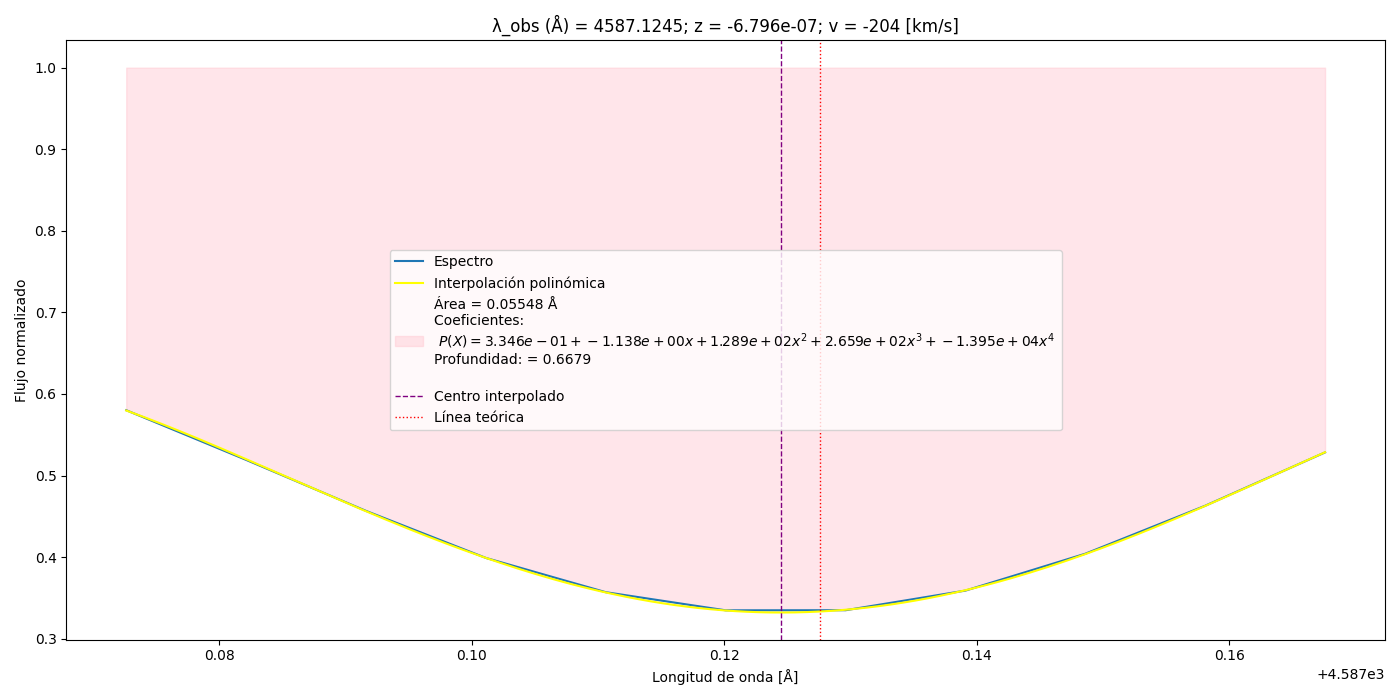 λ_obs (Å) = 4587.1245; z = -6.796e-07; v = -204 [km/s]
1.0
0.9
0.8
0.7
0.6
0.5
0.4
0.3
Flujo normalizado
Espectro
Interpolación polinómica
Área = 0.05548 Å
Coeficientes:
P(X) = 3.346e − 01 + −1.138e + 00x + 1.289e + 02x² + 2.659e + 02x³ + −1.395e + 04x⁴
Profundidad: = 0.6679
Centro interpolado
Línea teórica
0.08 0.10 0.12 0.14 0.16
+4.587e3
Longitud de onda [Å]